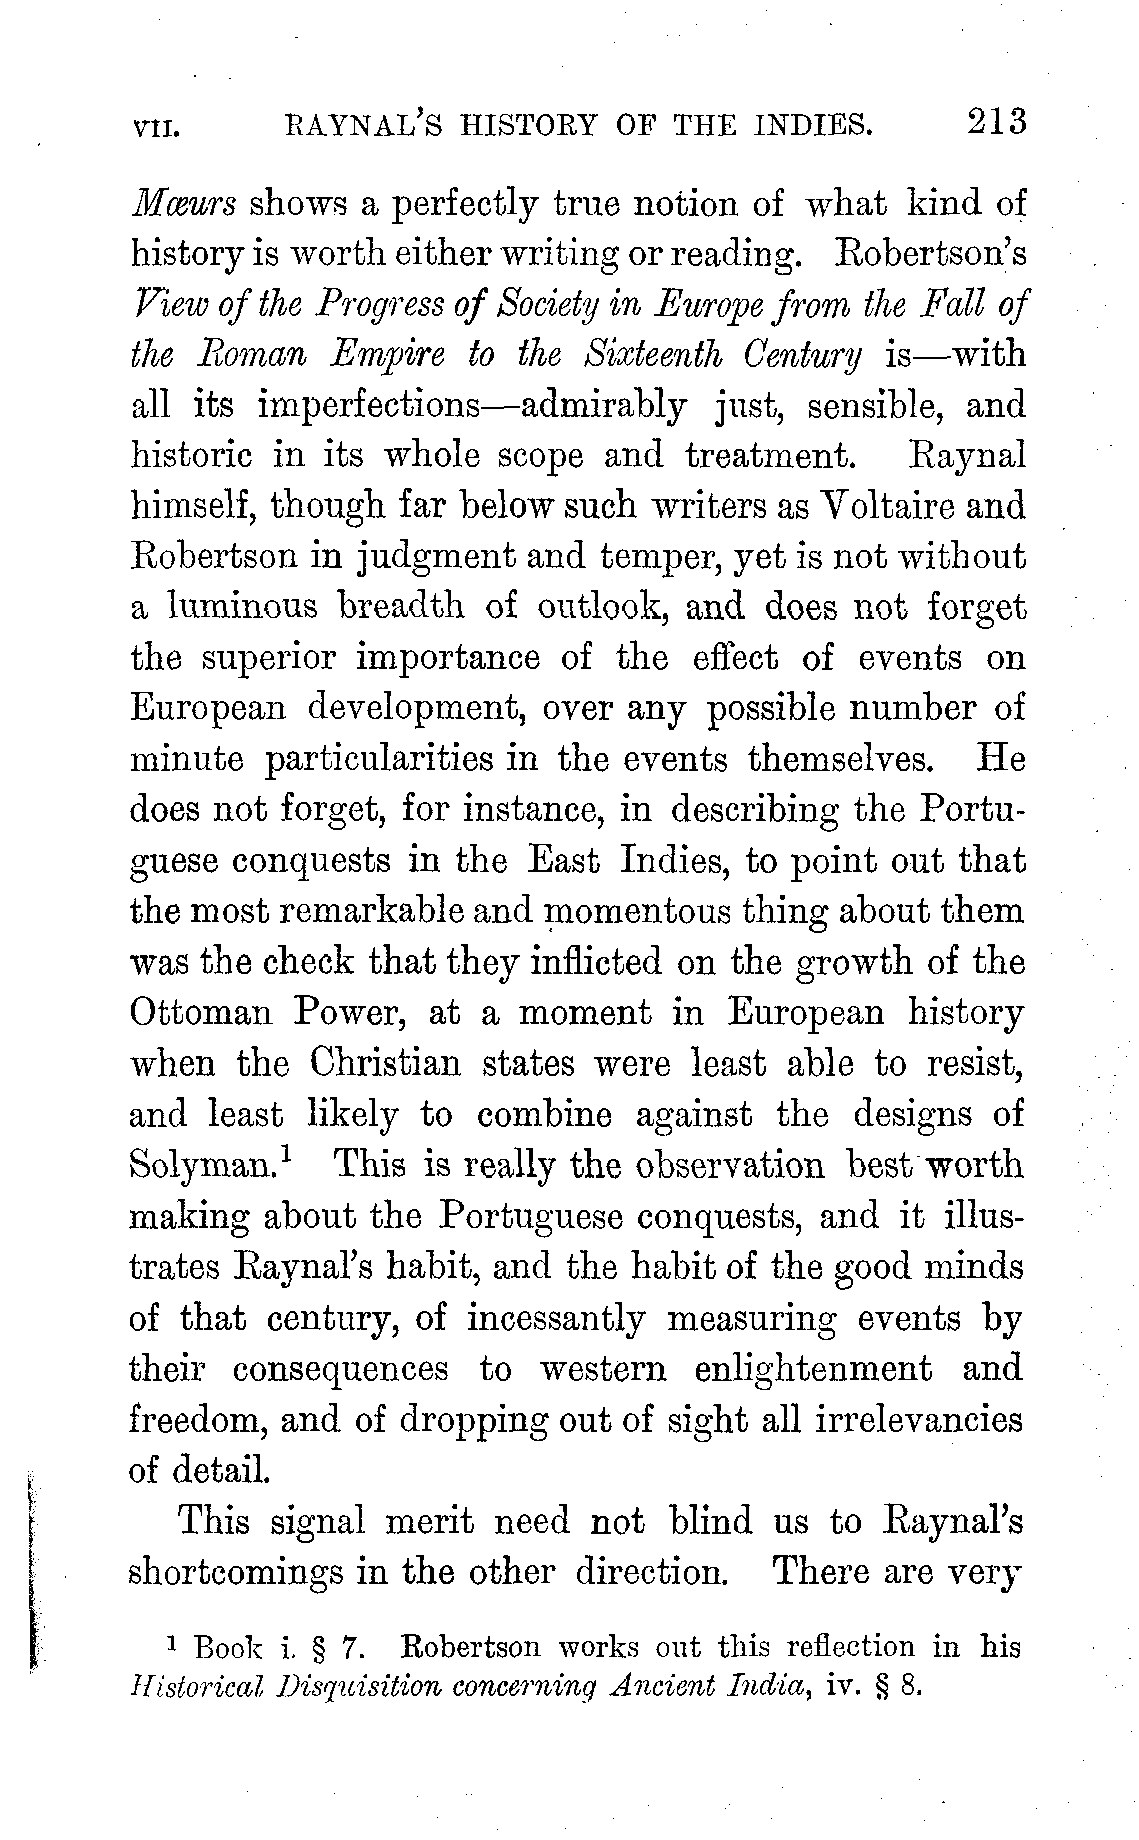 VII. RAYNAL'S HISTORY OF THE INDIES. 213
Mœurs shows a perfectly true notion of what kind of
history is worth either writing or reading. Robertson's
View of the Progress of Society in Europe from the Fall of
the Roman Empire to the Sixteenth Century is—with
all its imperfections—admirably just, sensible, and
historic in its whole scope and treatment. Raynal
himself, though far below such writers as Voltaire and
Robertson in judgment and temper, yet is not without
a luminous breadth of outlook, and does not forget
the superior importance of the effect of events on
European development, over any possible number of
minute particularities in the events themselves. He
does not forget, for instance, in describing the Portu-
guese conquests in the East Indies, to point out that
the most remarkable and momentous thing about them
was the check that they inflicted on the growth of the
Ottoman Power, at a moment in European history
when the Christian states were least able to resist,
and least likely to combine against the designs of
Solyman.¹ This is really the observation best worth
making about the Portuguese conquests, and it illus-
trates Raynal's habit, and the habit of the good minds
of that century, of incessantly measuring events by
their consequences to western enlightenment and
freedom, and of dropping out of sight all irrelevancies
of detail.
This signal merit need not blind us to Raynal's
shortcomings in the other direction. There are very
¹ Book i. § 7. Robertson works out this reflection in his
Historical Disquisition concerning Ancient India, iv. § 8.